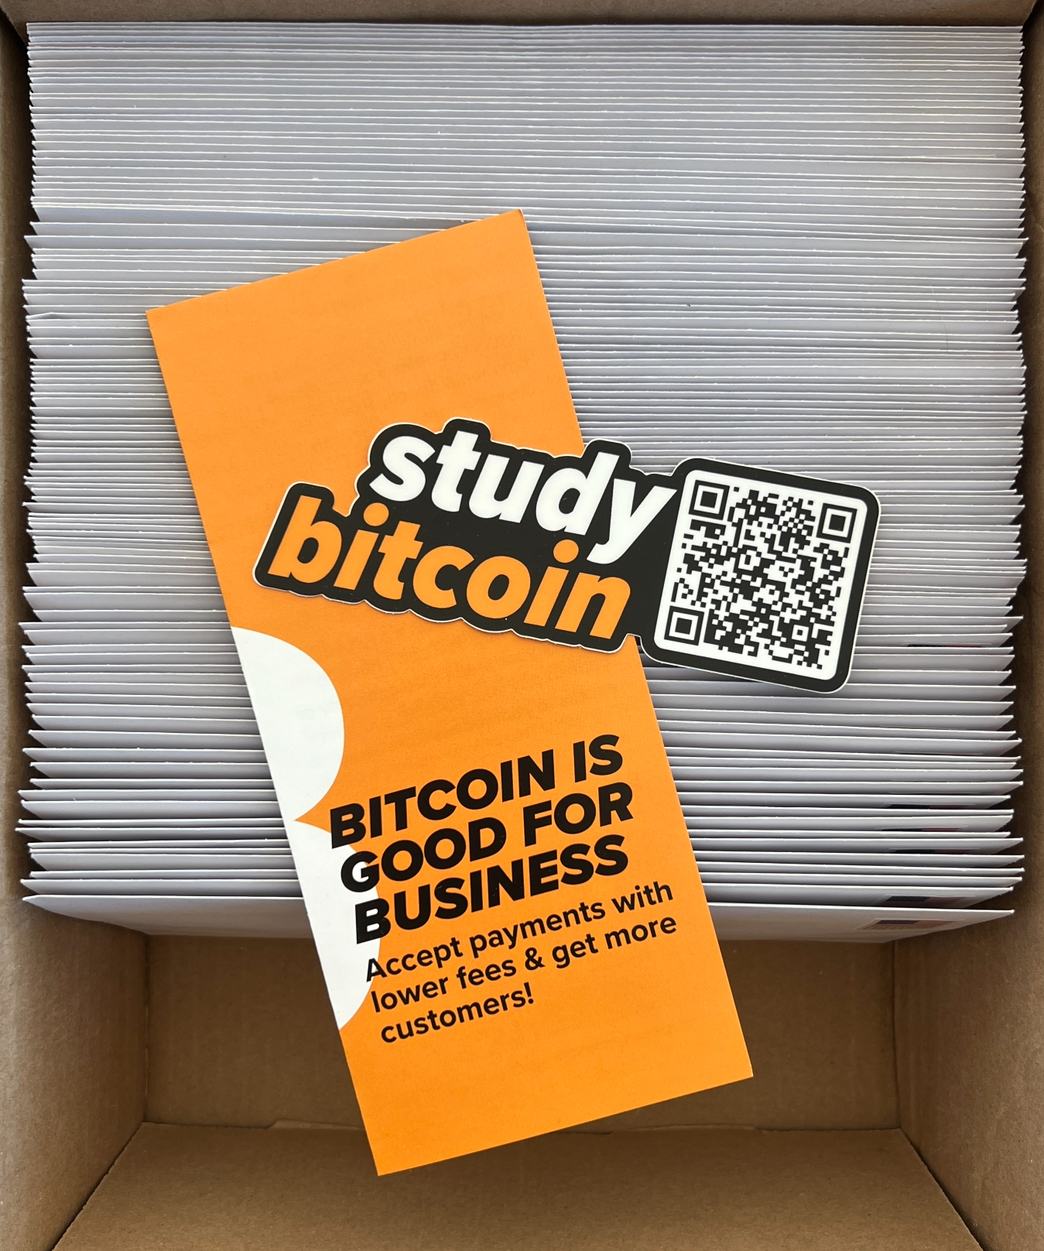 study
bitcoin
BITCOIN IS
GOOD FOR
BUSINESS
Accept payments with
lower fees & get more
customers!